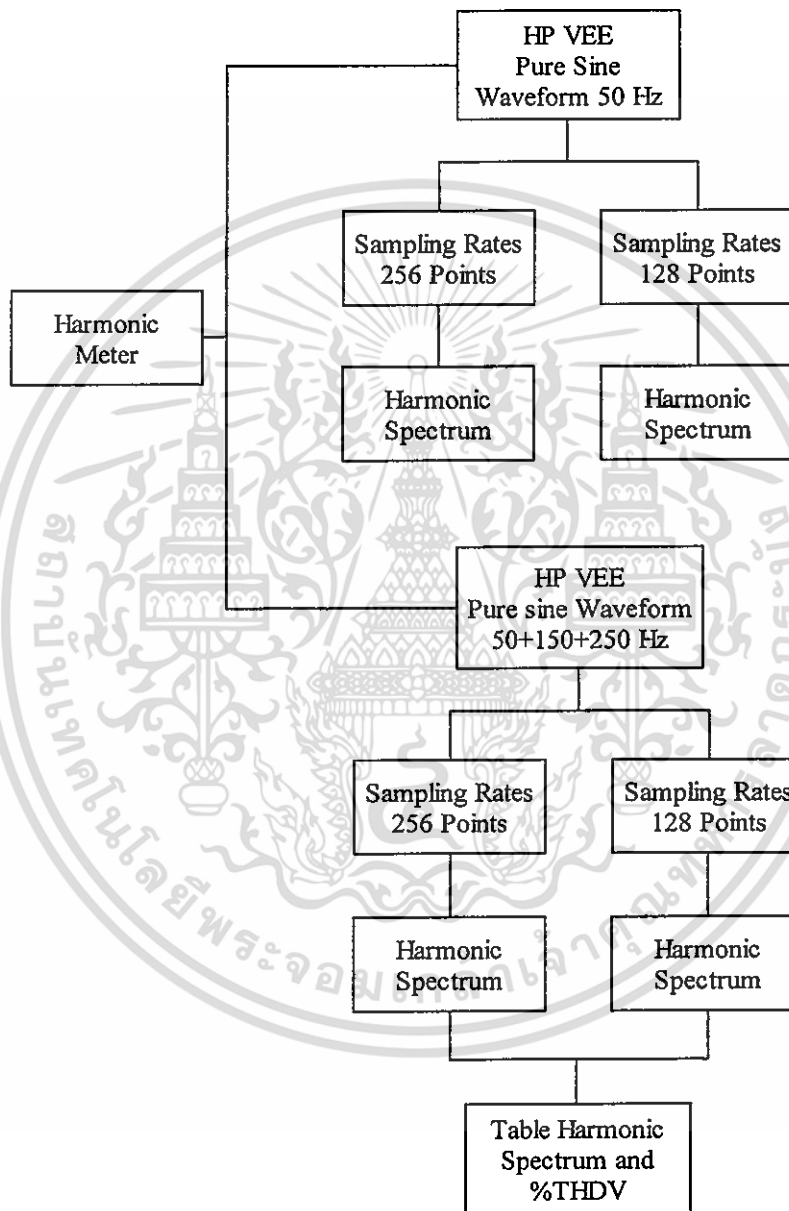 HP VEE
Pure Sine
Waveform 50 Hz
Sampling Rates
256 Points
Sampling Rates
128 Points
Harmonic
Meter
Harmonic
Spectrum
Harmonic
Spectrum
HP VEE
Pure sine Waveform
50+150+250 Hz
Sampling Rates
256 Points
Sampling Rates
128 Points
Harmonic
Spectrum
Harmonic
Spectrum
Table Harmonic
Spectrum and
%THDV